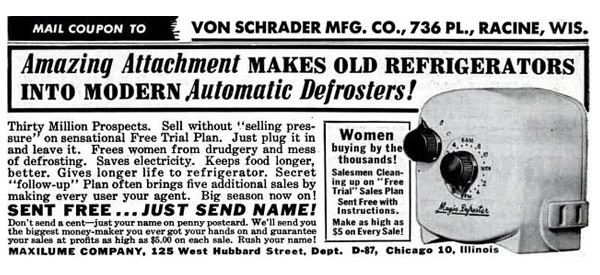 MAIL COUPON TO VON SCHRADER MFG. CO., 736 PL., RACINE, WIS.
Amazing Attachment MAKES OLD REFRIGERATORS
INTO MODERN Automatic Defrosters!
Thirty Million Prospects. Sell without "selling pres-
sure" on sensational Free Trial Plan. Just plug it in
and leave it. Frees women from drudgery and mess
of defrosting. Saves electricity. Keeps food longer,
better. Gives longer life to refrigerator. Secret
"follow-up" Plan often brings five additional sales by
making every user your agent. Big season now on!
SENT FREE...JUST SEND NAME!
Don't send a cent—just your name on penny postcard. We'll send you
the biggest money-maker you ever got your hands on and guarantee
your sales at profits as high as $5.00 on each sale. Rush your name!
Women
buying by the
thousands!
Salesmen Clean-
ing up on "Free
Trial" Sales Plan
Sent Free with
Instructions.
Make as high as
$5 on Every Sale!
6AM
Magic Defroster
MAXILUME COMPANY, 125 West Hubbard Street, Dept. D-87, Chicago 10, Illinois